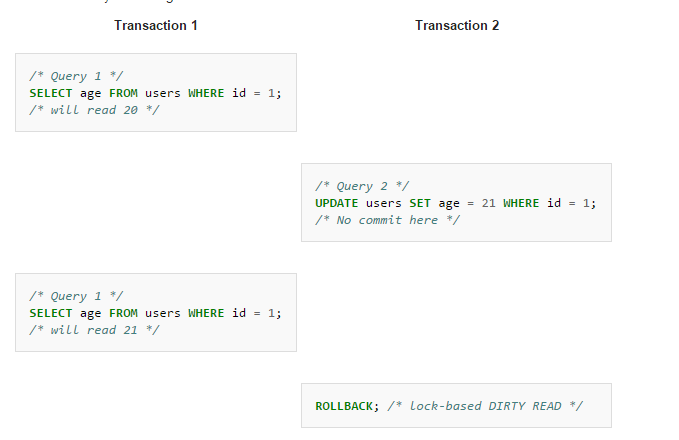 Transaction 1 Transaction 2
/* Query 1 */
SELECT age FROM users WHERE id = 1;
/* will read 20 */
/* Query 2 */
UPDATE users SET age = 21 WHERE id = 1;
/* No commit here */
/* Query 1 */
SELECT age FROM users WHERE id = 1;
/* will read 21 */
ROLLBACK; /* lock-based DIRTY READ */